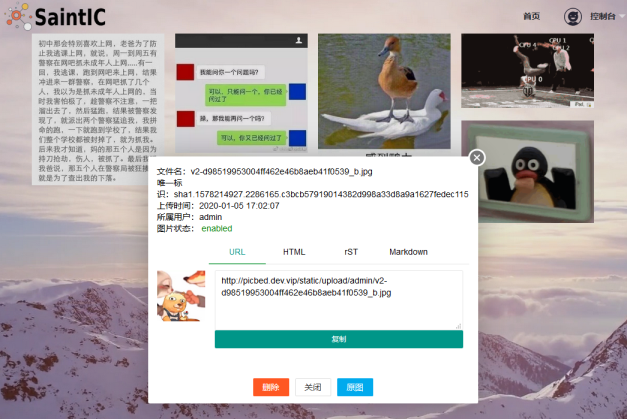 SaintIC
首页
控制台
初中那会特别喜欢上网，老爸为了防
止我逃课上网，就说，周一到周五有
警察在网吧抓未成年人上网.....有一
回，我逃课，跑到网吧来上网，结果
冲进来一群警察，在网吧抓了几个
人，我以为是抓未成年人上网的，当
时我害怕极了，趁警察不注意，一把
溜出去了，然后猛跑，结果被警察发
现了，就派出两个警察猛追我，我拼
命的跑，一下就跑到学校了，结果我
们整个学校都被封掉了，就为抓我。
后来我才知道，妈的那五个人是因为
持刀抢劫，伤人，被抓了。最后我
我爸说，那五个人在警察局被狂揍
就是为了查出我的下落。
我能问你一个问题吗？
可以，只能问一个，你已经
问过了
操，那我能再问一个吗？
可以，你又已经问过了
CPU 1
CPU 4
CPU 0
文件名：v2-d98519953004ff462e46b8aeb41f0539_b.jpg
唯一标
识：sha1.1578214927.2286165.c3bcb57919014382d998a33d8a9a1627fedec115
上传时间：2020-01-05 17:02:07
所属用户：admin
图片状态：enabled
URL HTML rST Markdown
http://picbed.dev.vip/static/upload/admin/v2-
d98519953004ff462e46b8aeb41f0539_b.jpg
复制
删除 关闭 原图